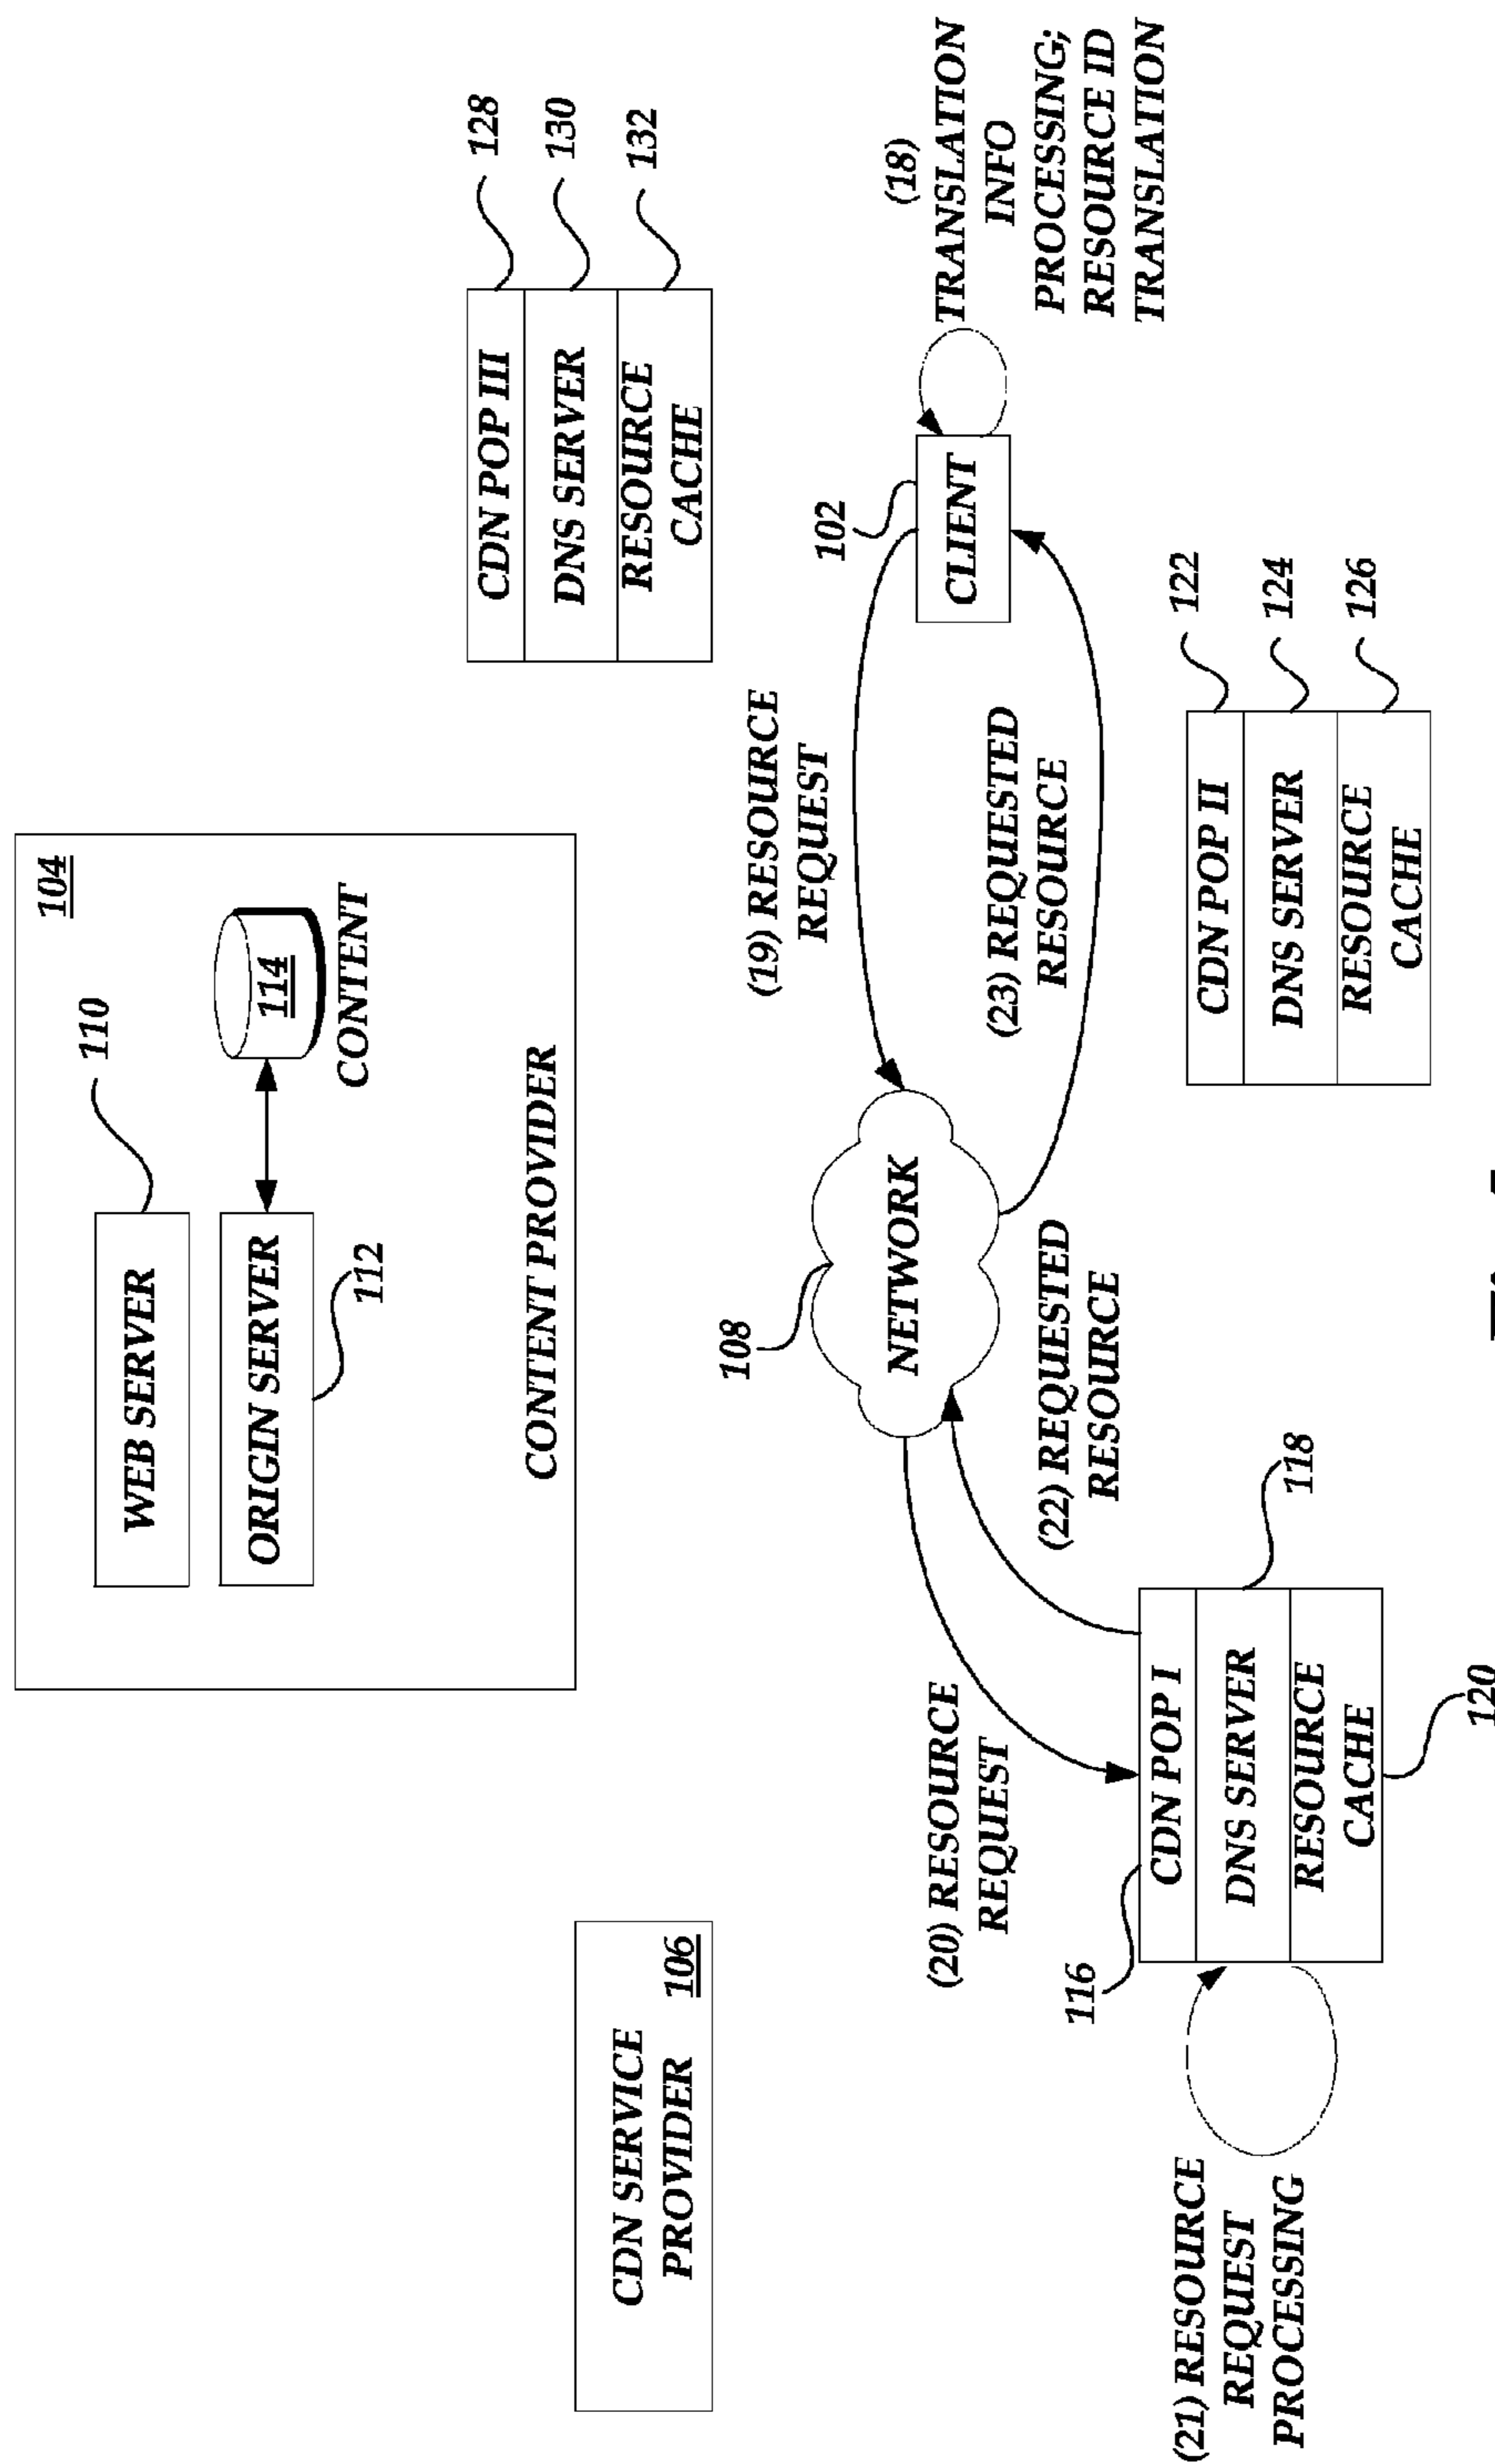 104
WEB SERVER
110
ORIGIN SERVER
112
114
CONTENT
CONTENT PROVIDER
CDN SERVICE
PROVIDER
106
CDN POP III
DNS SERVER
RESOURCE
CACHE
128
130
132
108
NETWORK
(19) RESOURCE
REQUEST
102
CLIENT
(18)
TRANSLATION
INFO
PROCESSING;
RESOURCE ID
TRANSLATION
(20) RESOURCE
REQUEST
(22) REQUESTED
RESOURCE
(23) REQUESTED
RESOURCE
116
CDN POP I
DNS SERVER
RESOURCE
CACHE
118
120
(21) RESOURCE
REQUEST
PROCESSING
CDN POP II
DNS SERVER
RESOURCE
CACHE
122
124
126